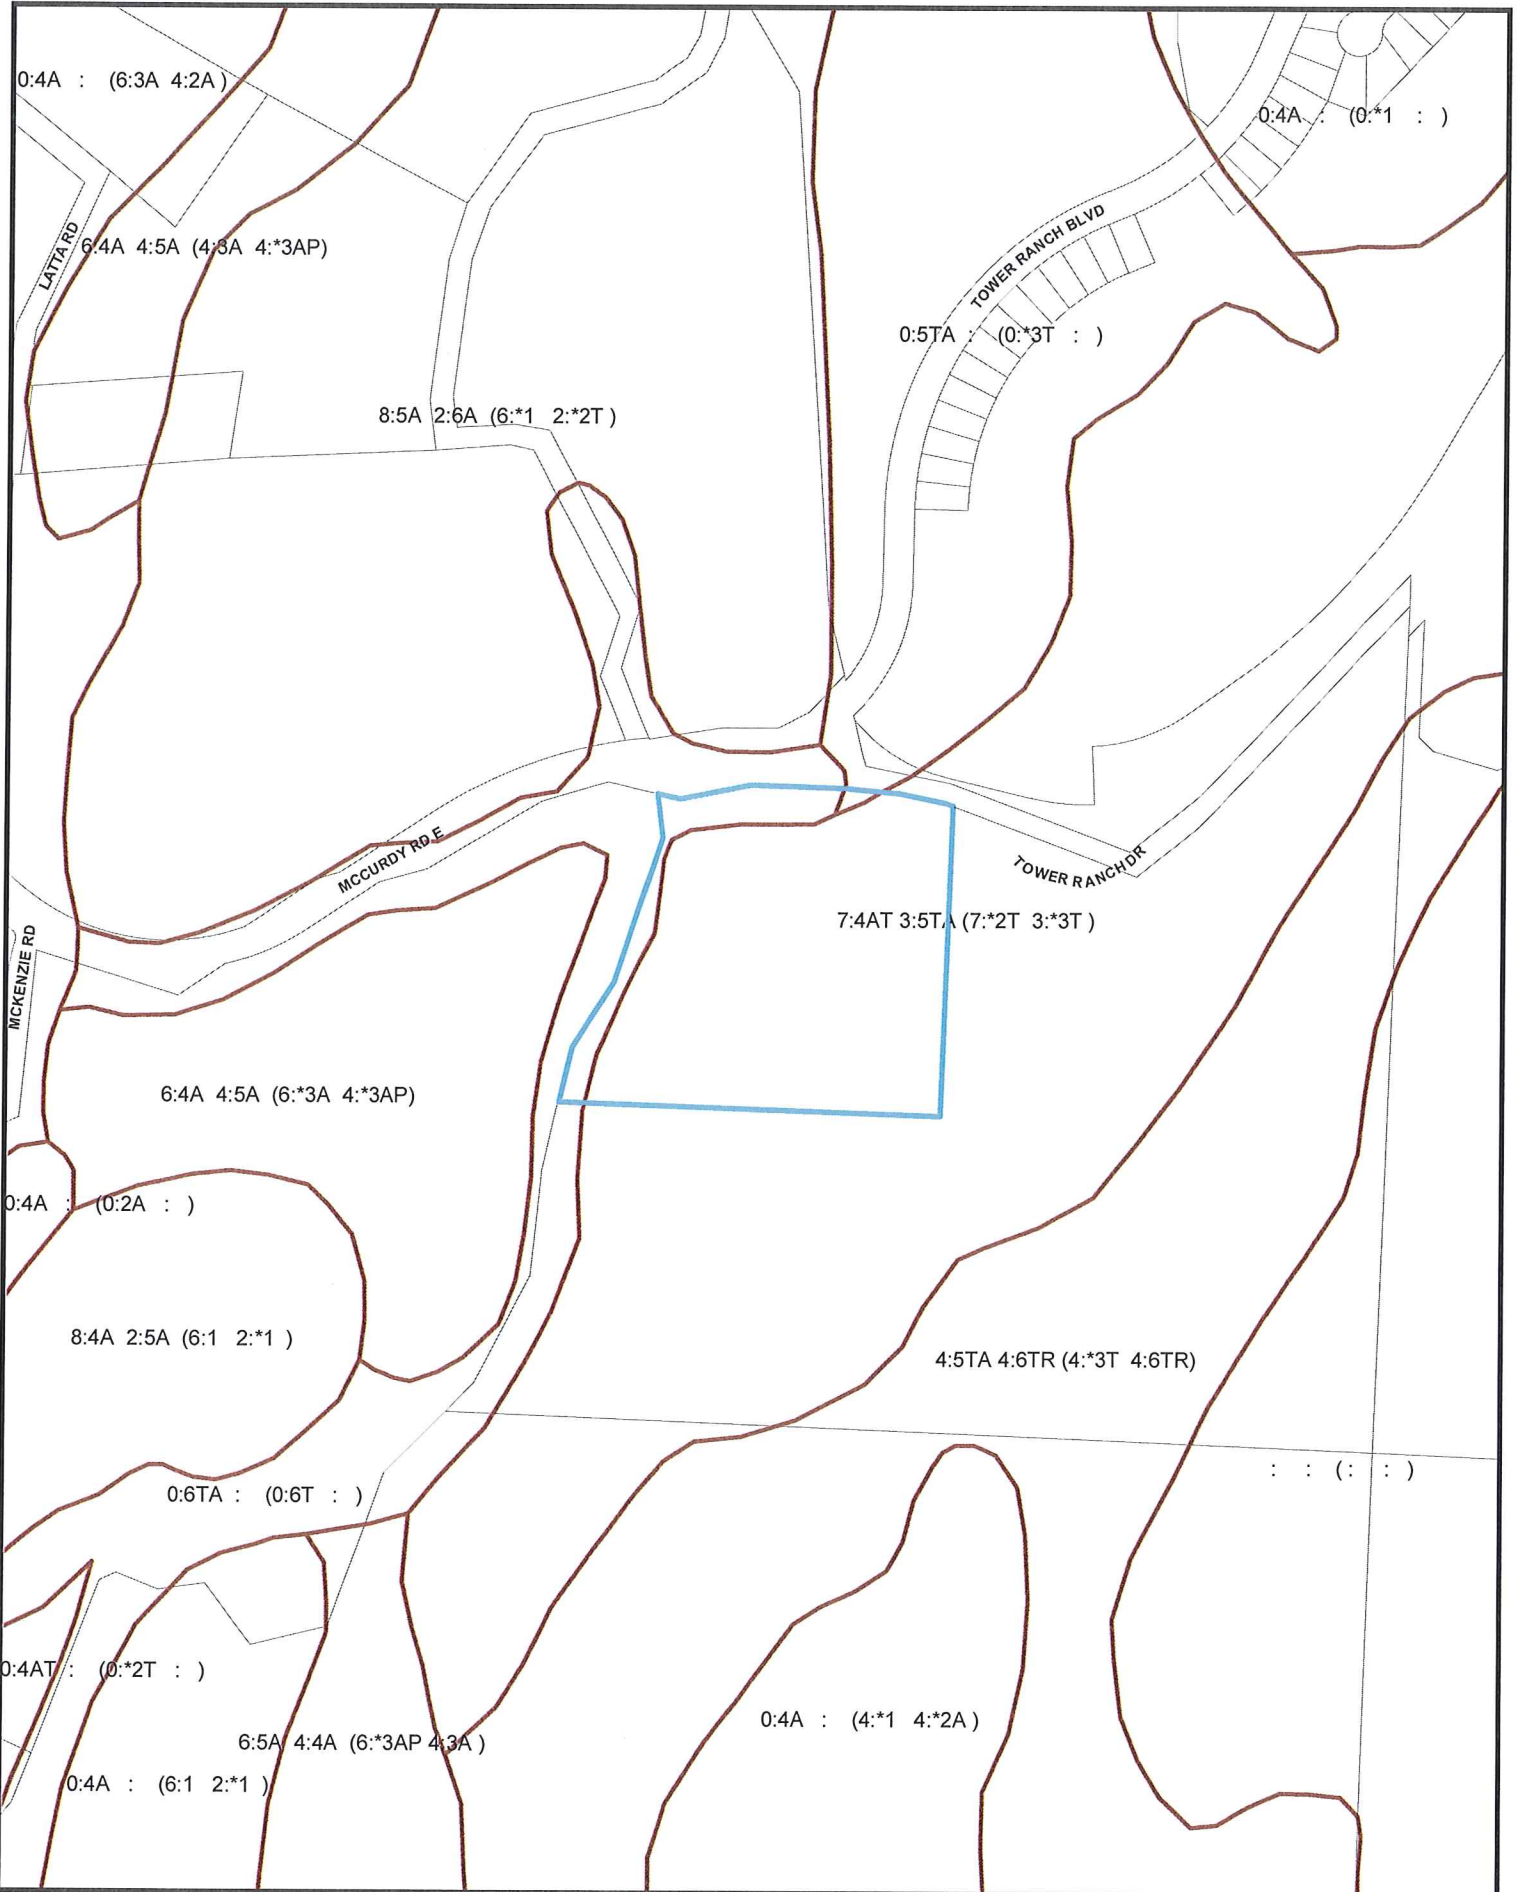 0:4A : (6:3A 4:2A )
0:4A : (0:*1 : )
LATTA RD
6:4A 4:5A (4:3A 4:*3AP)
TOWER RANCH BLVD
0:5TA : (0:*3T : )
8:5A 2:6A (6:*1 2:*2T )
MCCURDY RD E
TOWER RANCH DR
7:4AT 3:5TA (7:*2T 3:*3T )
MCKENZIE RD
6:4A 4:5A (6:*3A 4:*3AP)
0:4A : (0:2A : )
8:4A 2:5A (6:1 2:*1 )
4:5TA 4:6TR (4:*3T 4:6TR)
: : ( : : )
0:6TA : (0:6T : )
0:4AT : (0:*2T : )
0:4A : (4:*1 4:*2A )
6:5A 4:4A (6:*3AP 4:3A )
0:4A : (6:1 2:*1 )